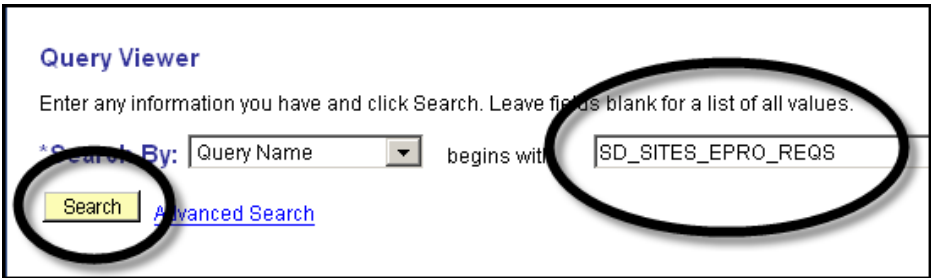 Query Viewer
Enter any information you have and click Search. Leave fields blank for a list of all values.
*Search By: Query Name begins with SD_SITES_EPRO_REQS
Search Advanced Search